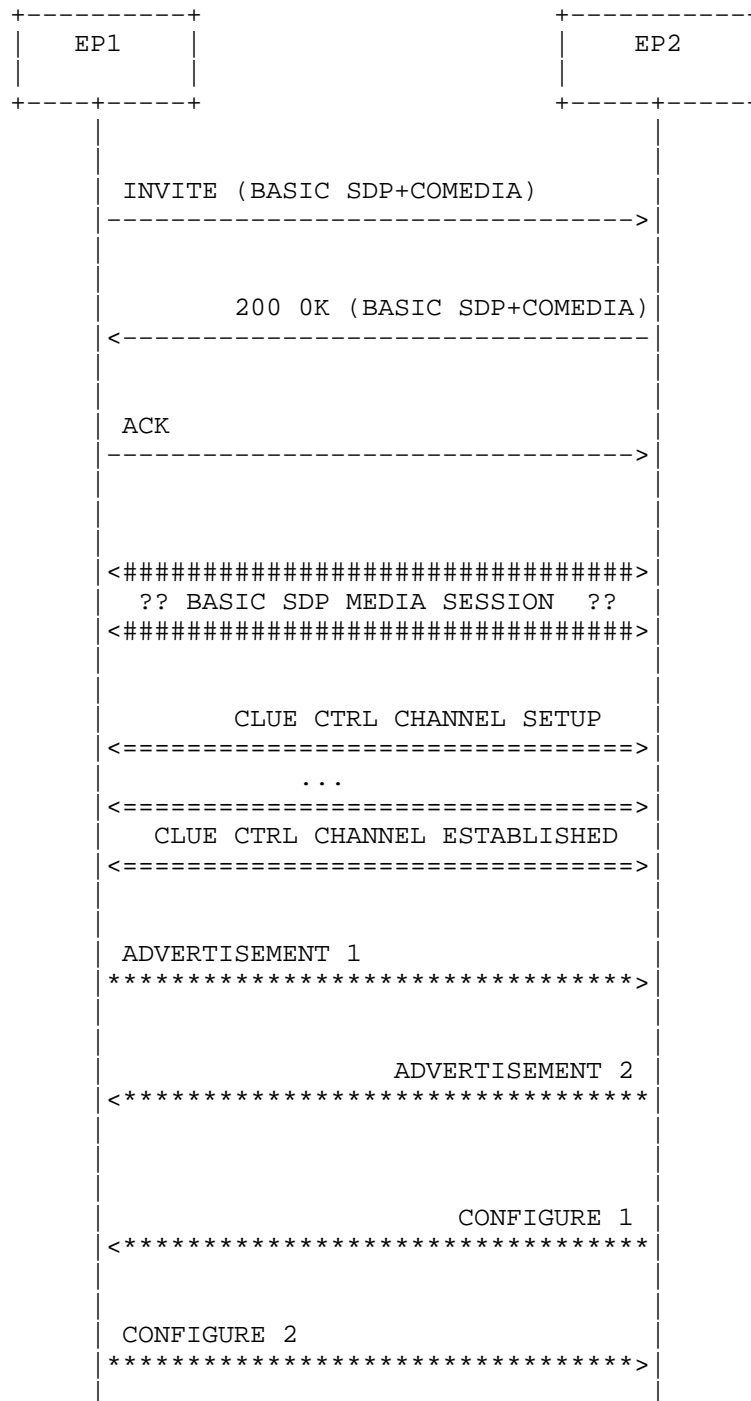 EP1 EP2
INVITE (BASIC SDP+COMEDIA)
200 0K (BASIC SDP+COMEDIA)
ACK
?? BASIC SDP MEDIA SESSION ??
CLUE CTRL CHANNEL SETUP
...
CLUE CTRL CHANNEL ESTABLISHED
ADVERTISEMENT 1
ADVERTISEMENT 2
CONFIGURE 1
CONFIGURE 2